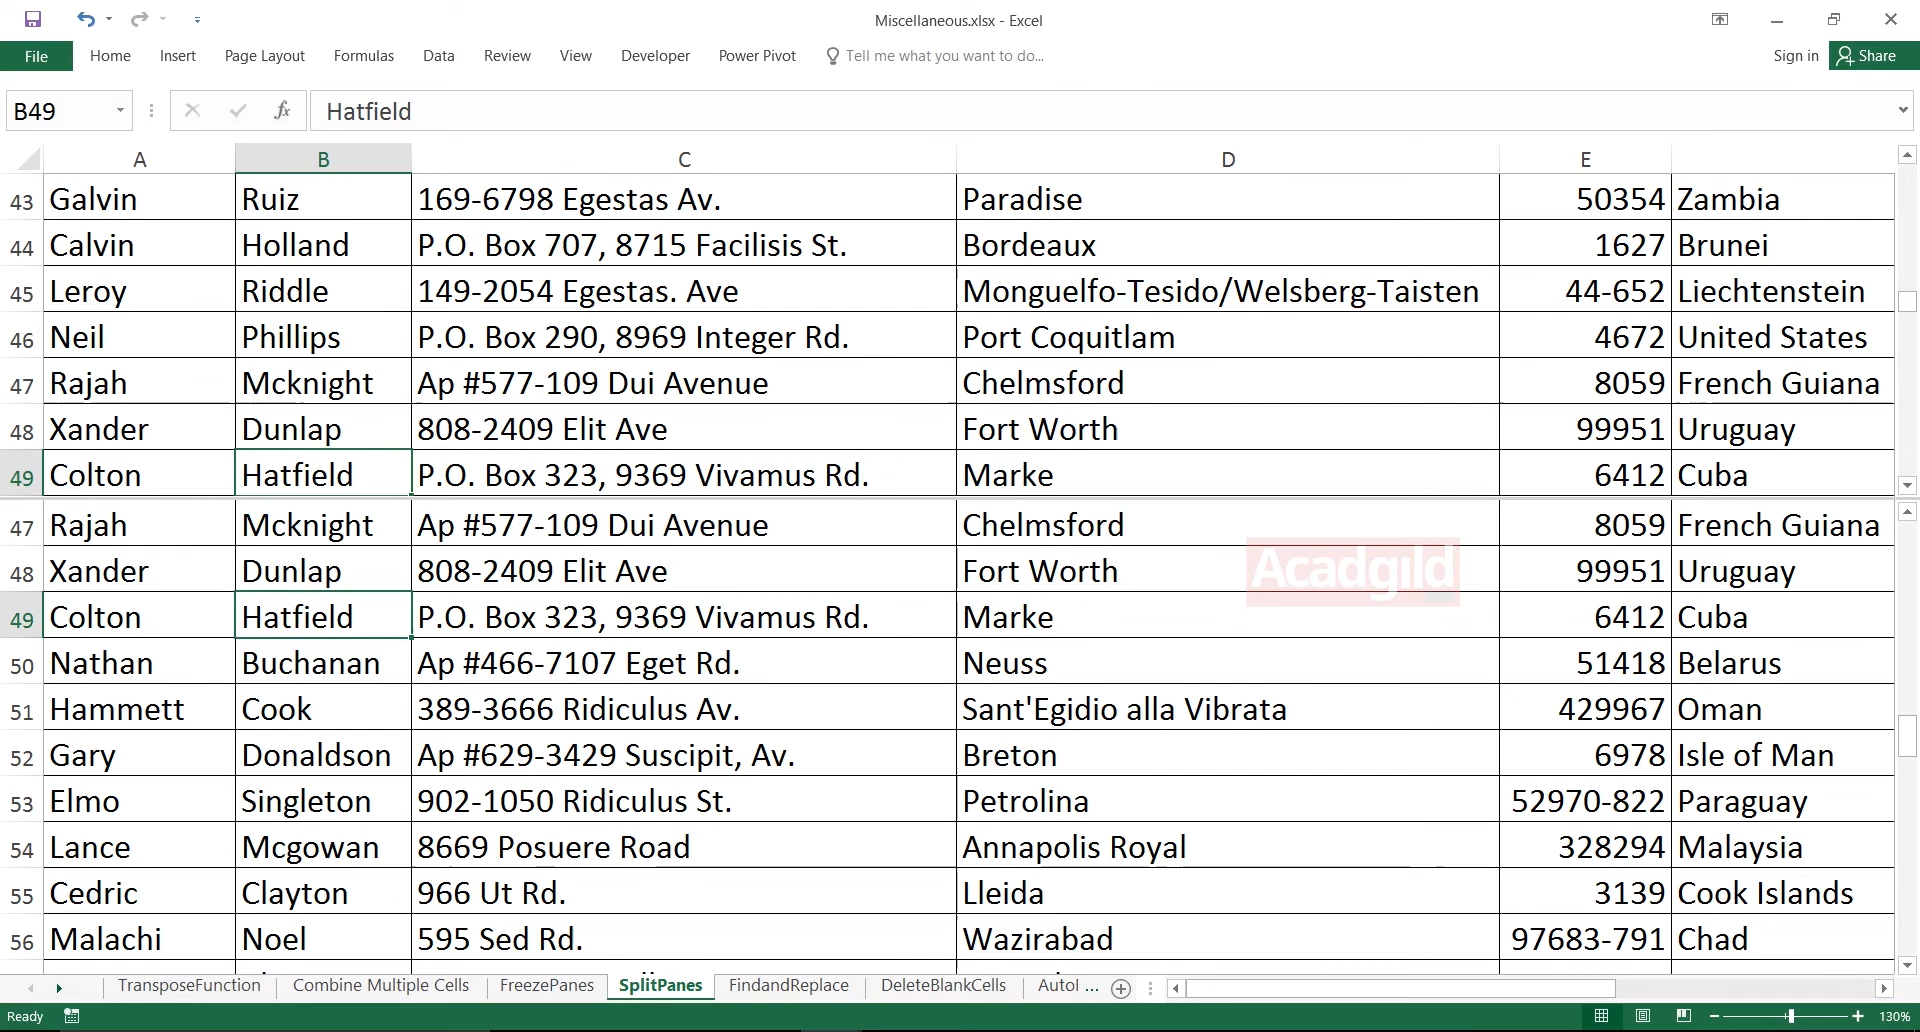 Miscellaneous.xlsx - Excel
File Home Insert Page Layout Formulas Data Review View Developer Power Pivot Tell me what you want to do... Sign in Share
B49 fx Hatfield
A B C D E
43 Galvin Ruiz 169-6798 Egestas Av. Paradise 50354 Zambia
44 Calvin Holland P.O. Box 707, 8715 Facilisis St. Bordeaux 1627 Brunei
45 Leroy Riddle 149-2054 Egestas. Ave Monguelfo-Tesido/Welsberg-Taisten 44-652 Liechtenstein
46 Neil Phillips P.O. Box 290, 8969 Integer Rd. Port Coquitlam 4672 United States
47 Rajah Mcknight Ap #577-109 Dui Avenue Chelmsford 8059 French Guiana
48 Xander Dunlap 808-2409 Elit Ave Fort Worth 99951 Uruguay
49 Colton Hatfield P.O. Box 323, 9369 Vivamus Rd. Marke 6412 Cuba
47 Rajah Mcknight Ap #577-109 Dui Avenue Chelmsford 8059 French Guiana
48 Xander Dunlap 808-2409 Elit Ave Fort Worth 99951 Uruguay
Acadgild
49 Colton Hatfield P.O. Box 323, 9369 Vivamus Rd. Marke 6412 Cuba
50 Nathan Buchanan Ap #466-7107 Eget Rd. Neuss 51418 Belarus
51 Hammett Cook 389-3666 Ridiculus Av. Sant'Egidio alla Vibrata 429967 Oman
52 Gary Donaldson Ap #629-3429 Suscipit, Av. Breton 6978 Isle of Man
53 Elmo Singleton 902-1050 Ridiculus St. Petrolina 52970-822 Paraguay
54 Lance Mcgowan 8669 Posuere Road Annapolis Royal 328294 Malaysia
55 Cedric Clayton 966 Ut Rd. Lleida 3139 Cook Islands
56 Malachi Noel 595 Sed Rd. Wazirabad 97683-791 Chad
TransposeFunction Combine Multiple Cells FreezePanes SplitPanes FindandReplace DeleteBlankCells AutoI ...
Ready 130%